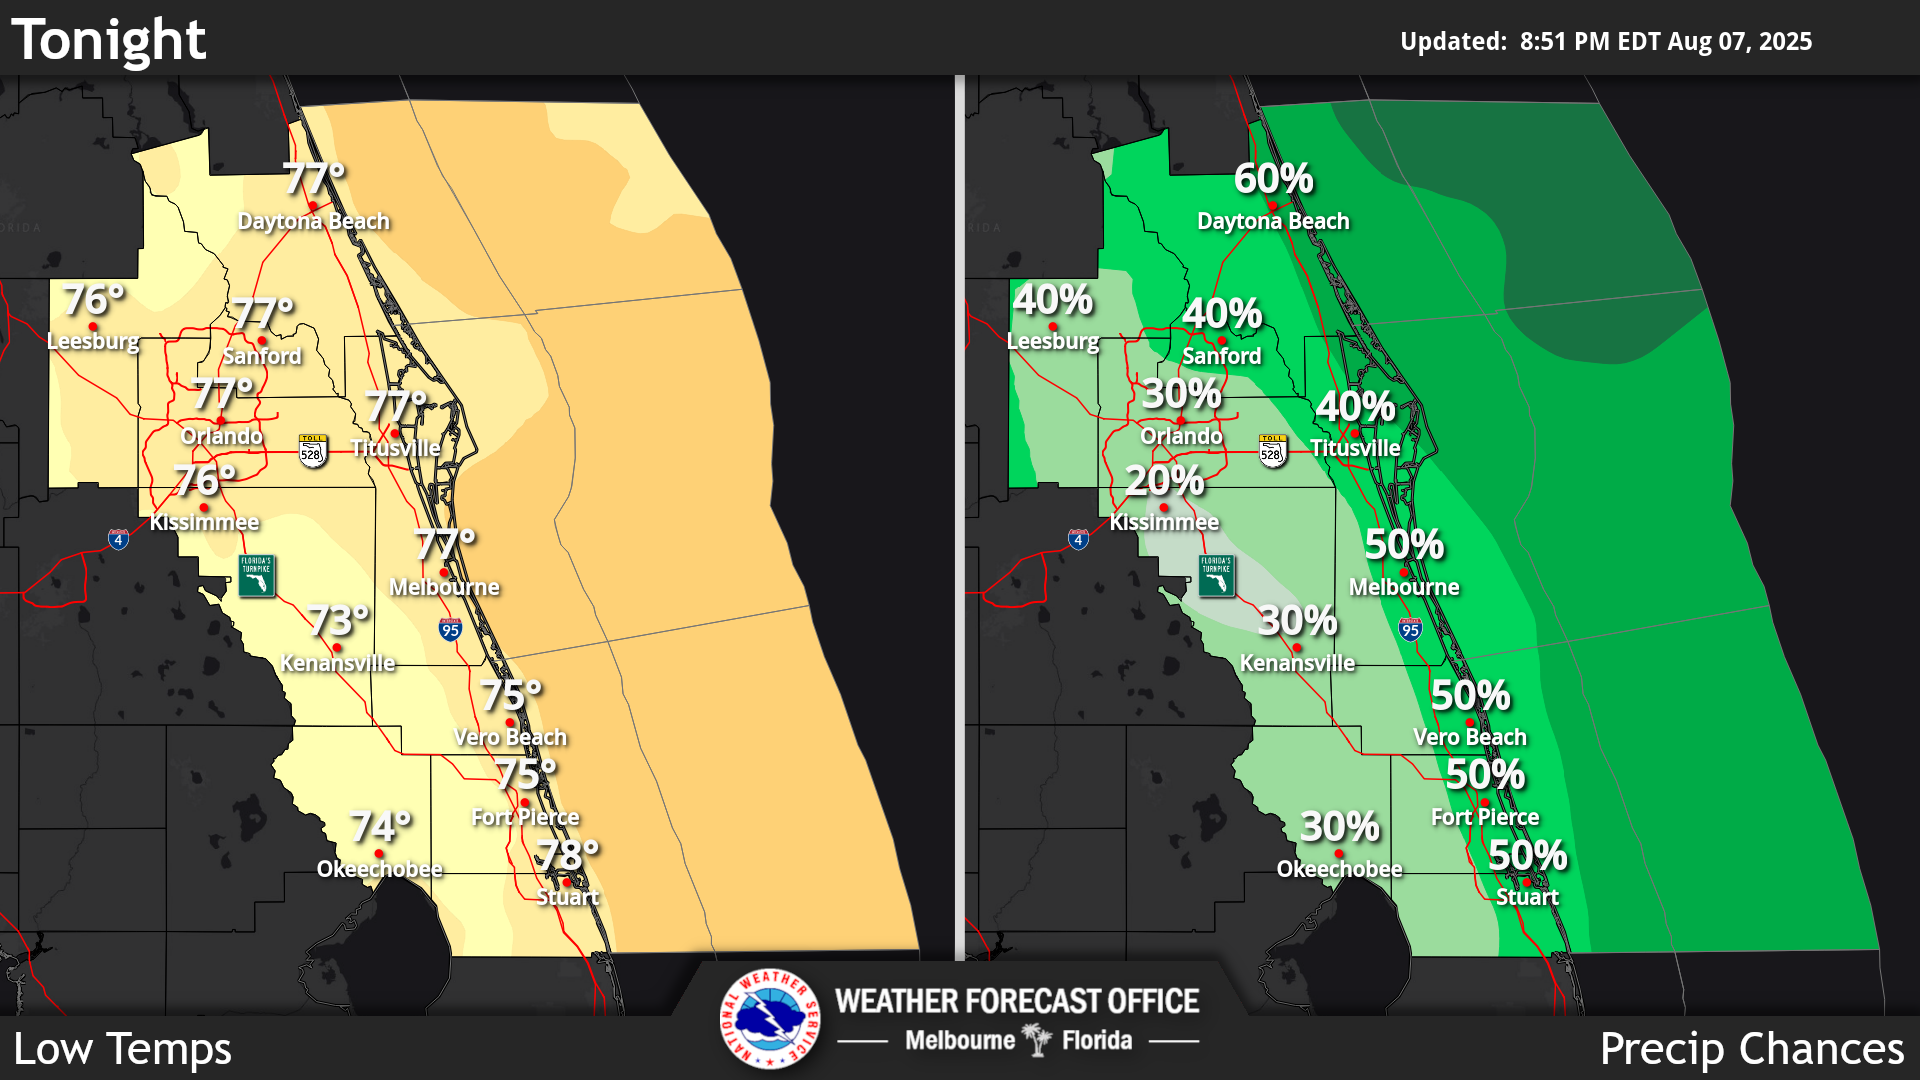 Tonight
Updated: 8:51 PM EDT Aug 07, 2025
77°
Daytona Beach
76°
Leesburg
77°
Sanford
77°
Orlando
77°
Titusville
TOLL
528
76°
Kissimmee
INTERSTATE
4
FLORIDA'S
TURNPIKE
77°
Melbourne
73°
Kenansville
95
75°
Vero Beach
75°
Fort Pierce
74°
Okeechobee
78°
Stuart
60%
Daytona Beach
RIDA
40%
Leesburg
40%
Sanford
30%
Orlando
40%
Titusville
TOLL
528
20%
Kissimmee
4
FLORIDA'S
TURNPIKE
50%
Melbourne
30%
Kenansville
95
50%
Vero Beach
50%
Fort Pierce
30%
Okeechobee
50%
Stuart
NATIONAL WEATHER SERVICE
WEATHER FORECAST OFFICE
Melbourne Florida
Low Temps
Precip Chances